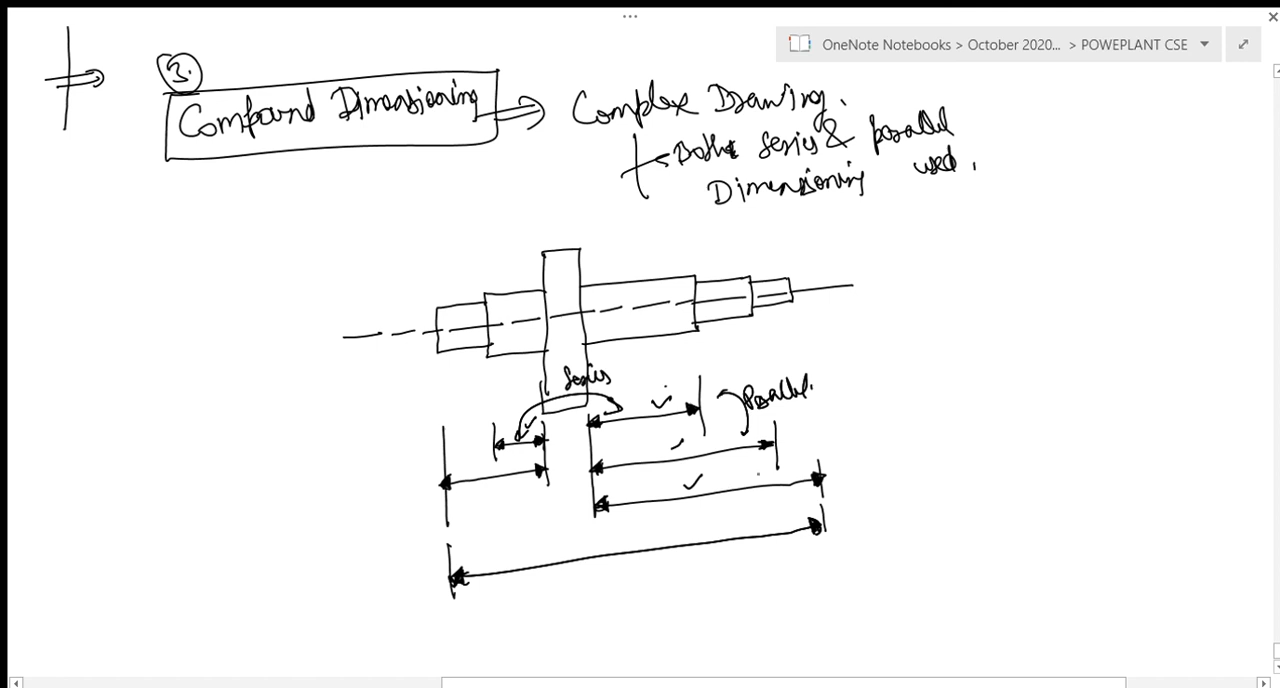 ...
OneNote Notebooks > October 2020... > POWEPLANT CSE
3.
Compound Dimensioning ⇒ Complex Drawing.
Both Series & parallel
Dimensioning used.
Series
Parallel.